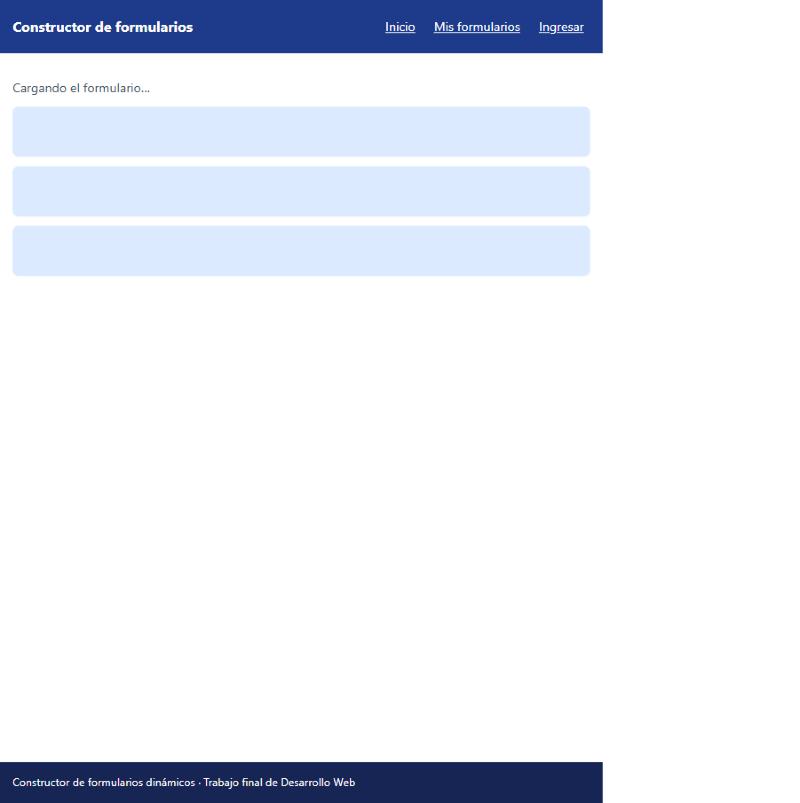 Constructor de formularios
Inicio Mis formularios Ingresar
Cargando el formulario...
Constructor de formularios dinámicos · Trabajo final de Desarrollo Web